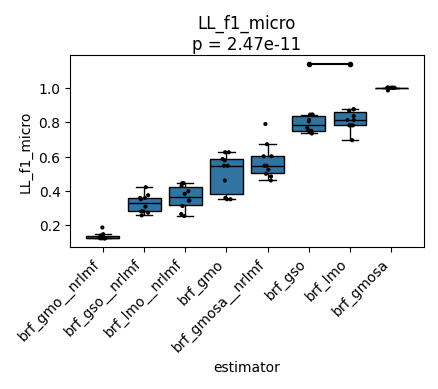 LL_f1_micro
p = 2.47e-11
LL_f1_micro
1.0
0.8
0.6
0.4
0.2
brf_gmo__nrlmf
brf_gso__nrlmf
brf_lmo__nrlmf
brf_gmo
brf_gmosa__nrlmf
brf_gso
brf_lmo
brf_gmosa
estimator